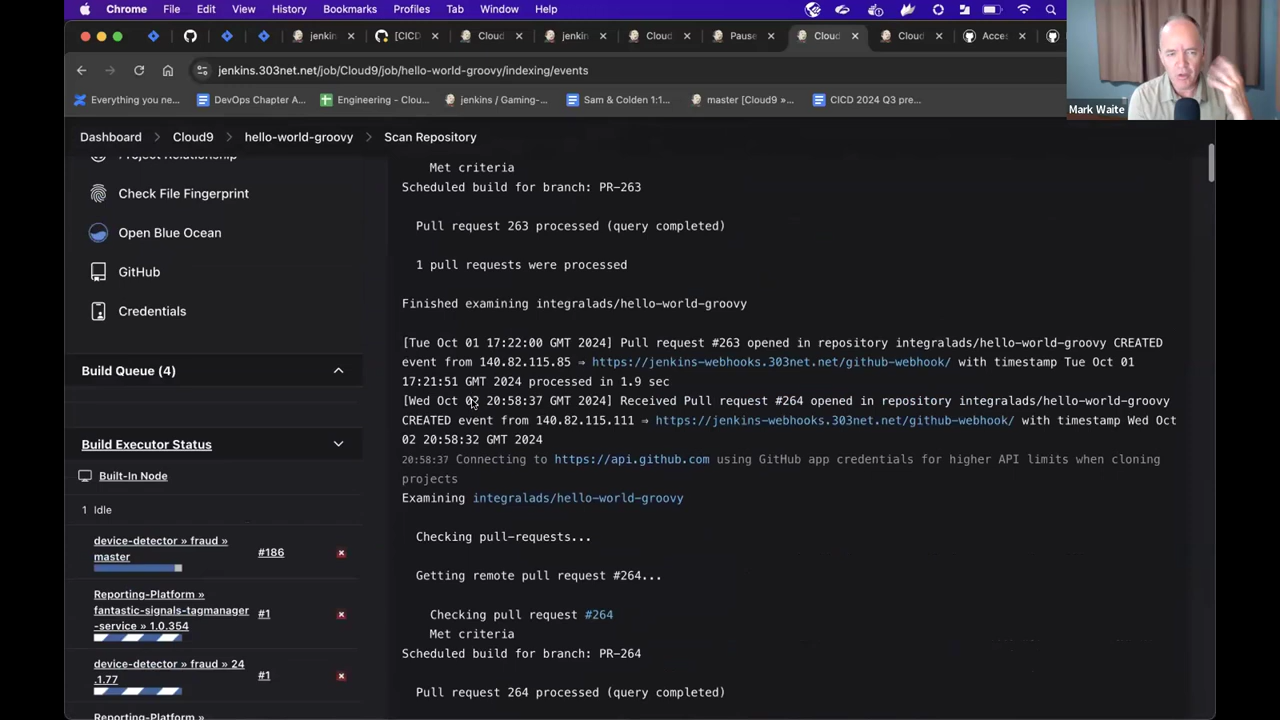 Chrome File Edit View History Bookmarks Profiles Tab Window Help
jenkin
[CICD
Cloud
jenkin
Cloud
Pause
Cloud
Cloud
Acces
jenkins.303net.net/job/Cloud9/job/hello-world-groovy/indexing/events
Everything you ne...
DevOps Chapter A...
Engineering - Clou...
jenkins / Gaming-...
Sam & Colden 1:1...
master [Cloud9 »...
CICD 2024 Q3 pre...
Mark Waite
Dashboard
Cloud9
hello-world-groovy
Scan Repository
Project Relationship
Check File Fingerprint
Open Blue Ocean
GitHub
Credentials
Build Queue (4)
Build Executor Status
Built-In Node
1 Idle
device-detector » fraud »
master
#186
Reporting-Platform »
fantastic-signals-tagmanager
-service » 1.0.354
#1
device-detector » fraud » 24
.1.77
#1
Reporting-Platform »
Met criteria
Scheduled build for branch: PR-263
Pull request 263 processed (query completed)
1 pull requests were processed
Finished examining integralads/hello-world-groovy
[Tue Oct 01 17:22:00 GMT 2024] Pull request #263 opened in repository integralads/hello-world-groovy CREATED
event from 140.82.115.85 ⇒ https://jenkins-webhooks.303net.net/github-webhook/ with timestamp Tue Oct 01
17:21:51 GMT 2024 processed in 1.9 sec
[Wed Oct 02 20:58:37 GMT 2024] Received Pull request #264 opened in repository integralads/hello-world-groovy
CREATED event from 140.82.115.111 ⇒ https://jenkins-webhooks.303net.net/github-webhook/ with timestamp Wed Oct
02 20:58:32 GMT 2024
20:58:37 Connecting to https://api.github.com using GitHub app credentials for higher API limits when cloning
projects
Examining integralads/hello-world-groovy
Checking pull-requests...
Getting remote pull request #264...
Checking pull request #264
Met criteria
Scheduled build for branch: PR-264
Pull request 264 processed (query completed)